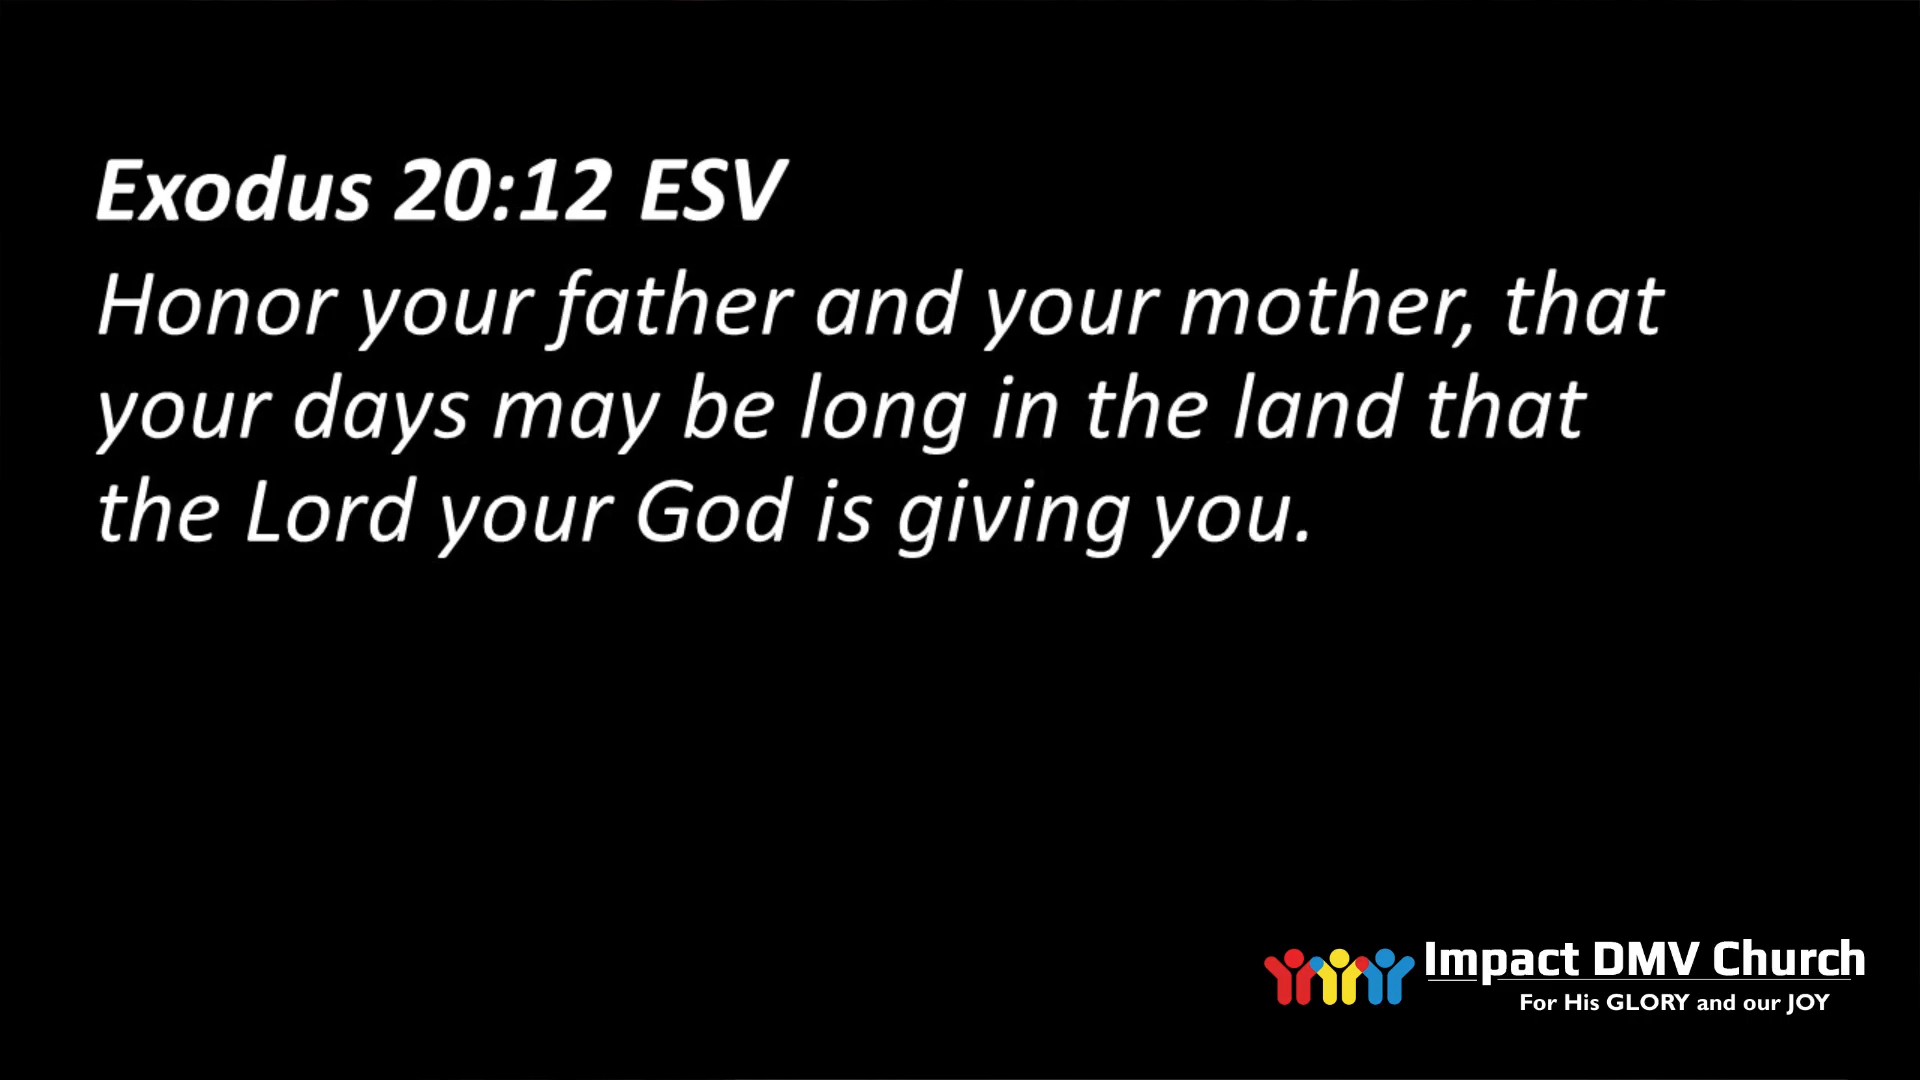 Exodus 20:12 ESV
Honor your father and your mother, that
your days may be long in the land that
the Lord your God is giving you.
Impact DMV Church
For His GLORY and our JOY